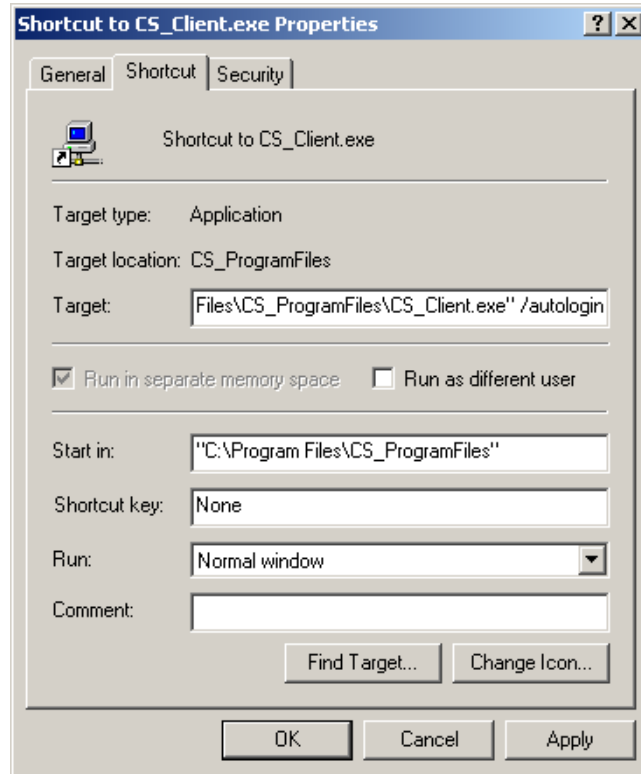 Shortcut to CS_Client.exe Properties
General Shortcut Security
Shortcut to CS_Client.exe
Target type: Application
Target location: CS_ProgramFiles
Target: Files\CS_ProgramFiles\CS_Client.exe" /autologin
Run in separate memory space Run as different user
Start in: "C:\Program Files\CS_ProgramFiles"
Shortcut key: None
Run: Normal window
Comment:
Find Target... Change Icon...
OK Cancel Apply